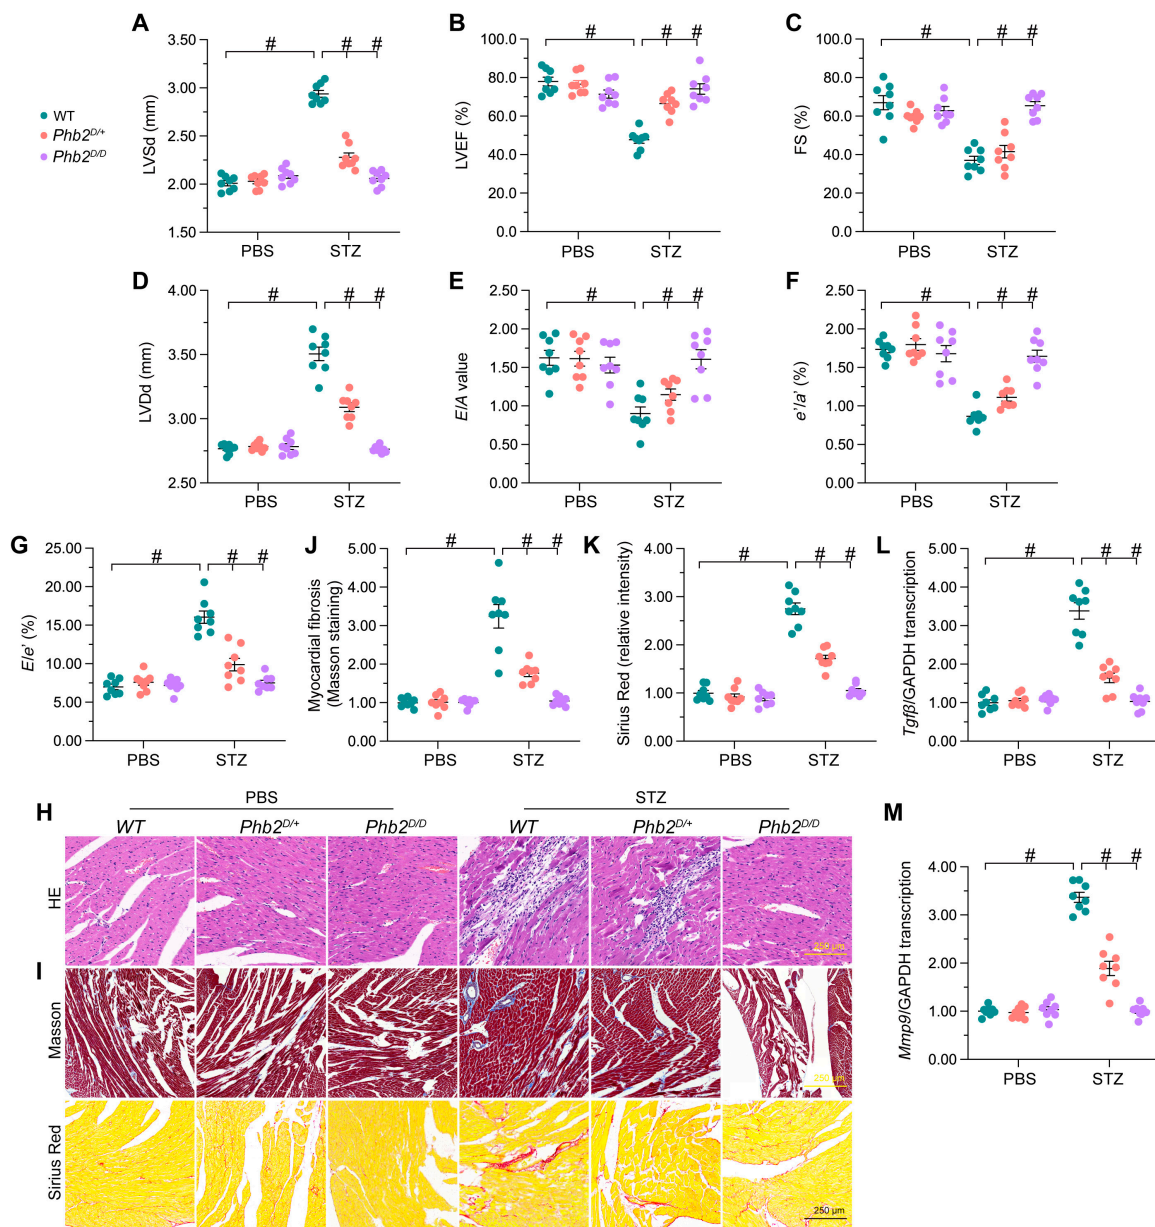 WT
Phb2D/+
Phb2D/D
A
LVSd (mm)
3.50
3.00
2.50
2.00
1.50
# # #
PBS STZ
B
LVEF (%)
100.0
80.0
60.0
40.0
20.0
0.0
# # #
PBS STZ
C
FS (%)
100.0
80.0
60.0
40.0
20.0
0.0
# # #
PBS STZ
D
LVDd (mm)
4.00
3.50
3.00
2.50
# # #
PBS STZ
E
E/A value
2.50
2.00
1.50
1.00
0.50
0.00
# # #
PBS STZ
F
e'/a' (%)
2.50
2.00
1.50
1.00
0.50
0.00
# # #
PBS STZ
G
E/e' (%)
25.00
20.00
15.00
10.00
5.00
0.00
# # #
PBS STZ
J
Myocardial fibrosis
(Masson staining)
5.00
4.00
3.00
2.00
1.00
0.00
# # #
PBS STZ
K
Sirius Red (relative intensity)
4.00
3.00
2.00
1.00
0.00
# # #
PBS STZ
L
Tgfβ/GAPDH transcription
5.00
4.00
3.00
2.00
1.00
0.00
# # #
PBS STZ
PBS STZ
H
WT Phb2D/+ Phb2D/D WT Phb2D/+ Phb2D/D
HE
250 µm
I
Masson
250 µm
Sirius Red
250 µm
M
Mmp9/GAPDH transcription
4.00
3.00
2.00
1.00
0.00
# # #
PBS STZ